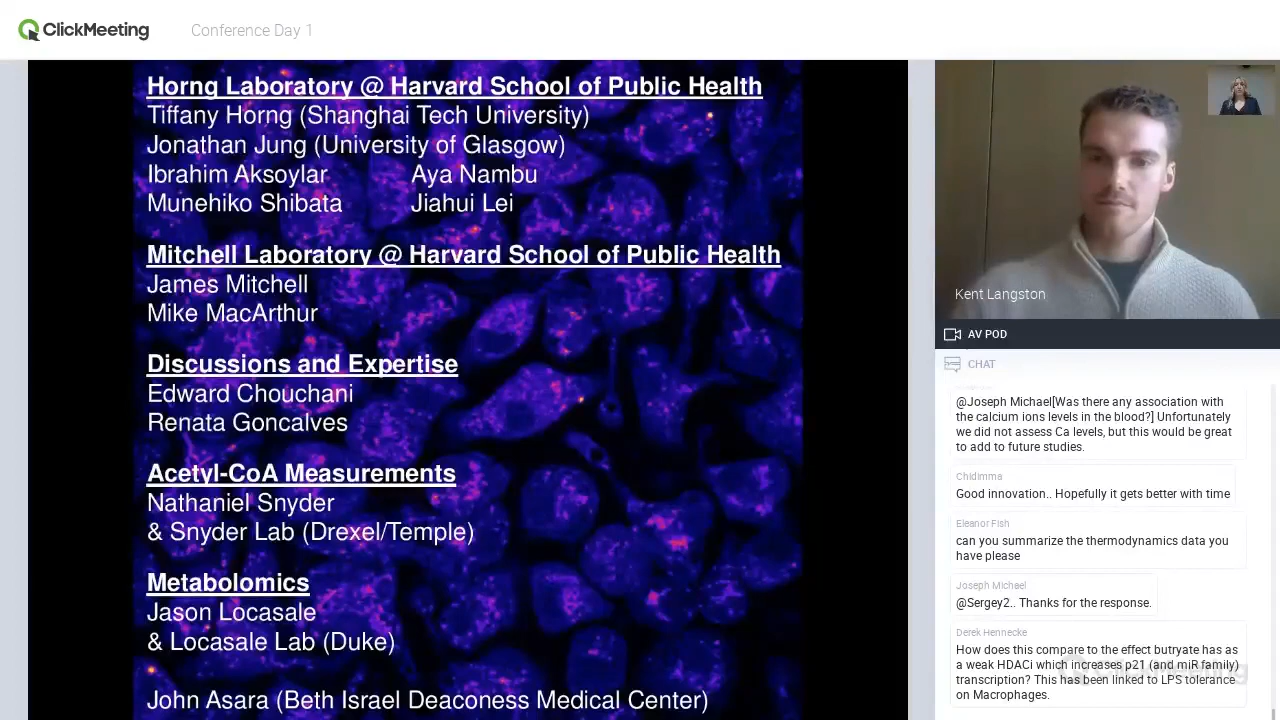 ClickMeeting
Conference Day 1
Horng Laboratory @ Harvard School of Public Health
Tiffany Horng (Shanghai Tech University)
Jonathan Jung (University of Glasgow)
Ibrahim Aksoylar
Aya Nambu
Munehiko Shibata
Jiahui Lei
Mitchell Laboratory @ Harvard School of Public Health
James Mitchell
Mike MacArthur
Discussions and Expertise
Edward Chouchani
Renata Goncalves
Acetyl-CoA Measurements
Nathaniel Snyder
& Snyder Lab (Drexel/Temple)
Metabolomics
Jason Locasale
& Locasale Lab (Duke)
John Asara (Beth Israel Deaconess Medical Center)
Kent Langston
AV POD
CHAT
@Joseph Michael[Was there any association with
the calcium ions levels in the blood?] Unfortunately
we did not assess Ca levels, but this would be great
to add to future studies.
Chidimma
Good innovation.. Hopefully it gets better with time
Eleanor Fish
can you summarize the thermodynamics data you
have please
Joseph Michael
@Sergey2.. Thanks for the response.
Derek Hennecke
How does this compare to the effect butyrate has as
a weak HDACi which increases p21 (and miR family)
transcription? This has been linked to LPS tolerance
on Macrophages.